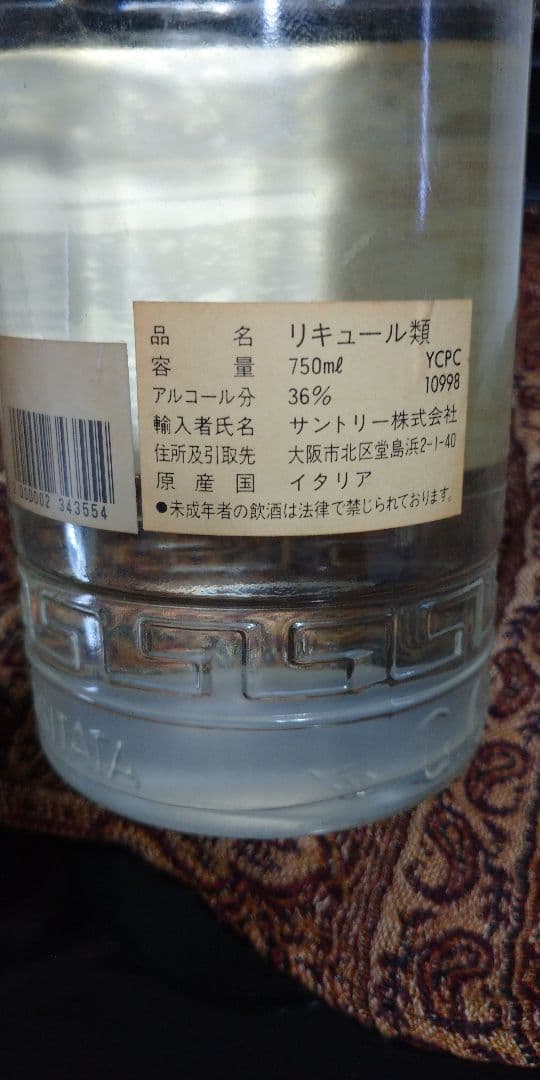 品名 リキュール類
容量 750mℓ
YCPC
10998
アルコール分 36%
輸入者氏名 サントリー株式会社
住所及引取先 大阪市北区堂島浜2-1-40
原産国 イタリア
●未成年者の飲酒は法律で禁じられております。
000002 343554